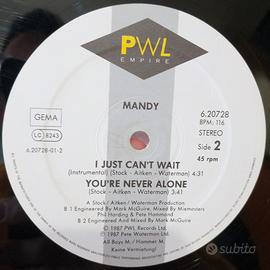 PWL
EMPIRE
MANDY
GEMA
LC 8243
6.20728-01-2
6.20728
BPM: 116
STEREO
Side 2
45 rpm
I JUST CAN'T WAIT
(Instrumental) (Stock - Aitken - Waterman) 4:31
YOU'RE NEVER ALONE
(Stock - Aitken - Waterman) 3:41
A Stock / Aitken / Waterman Production
B 1 Engineered By Mark McGuire. Mixed by Mixmasters
Phil Harding & Pete Hammond
B 2 Engineered And Mixed By Mark McGuire
℗ 1987 PWL Records Ltd.
© 1987 Pete Waterman Ltd.
All Boys M. / Hammer M.
Keine Vermietung!
subito